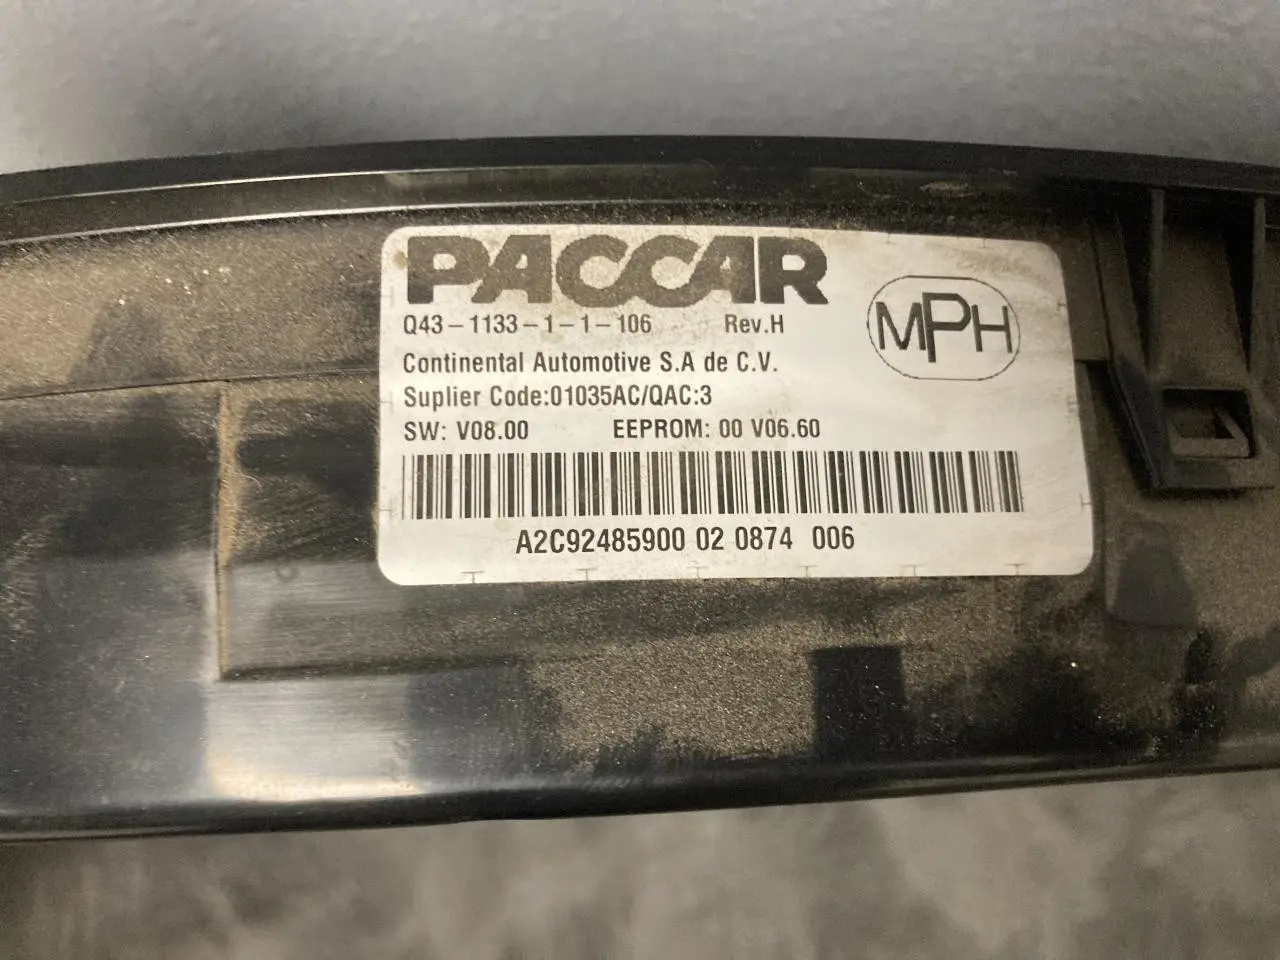 PACCAR
Q43-1133-1-1-106 Rev.H
MPH
Continental Automotive S.A de C.V.
Suplier Code:01035AC/QAC:3
SW: V08.00 EEPROM: 00 V06.60
A2C92485900 02 0874 006